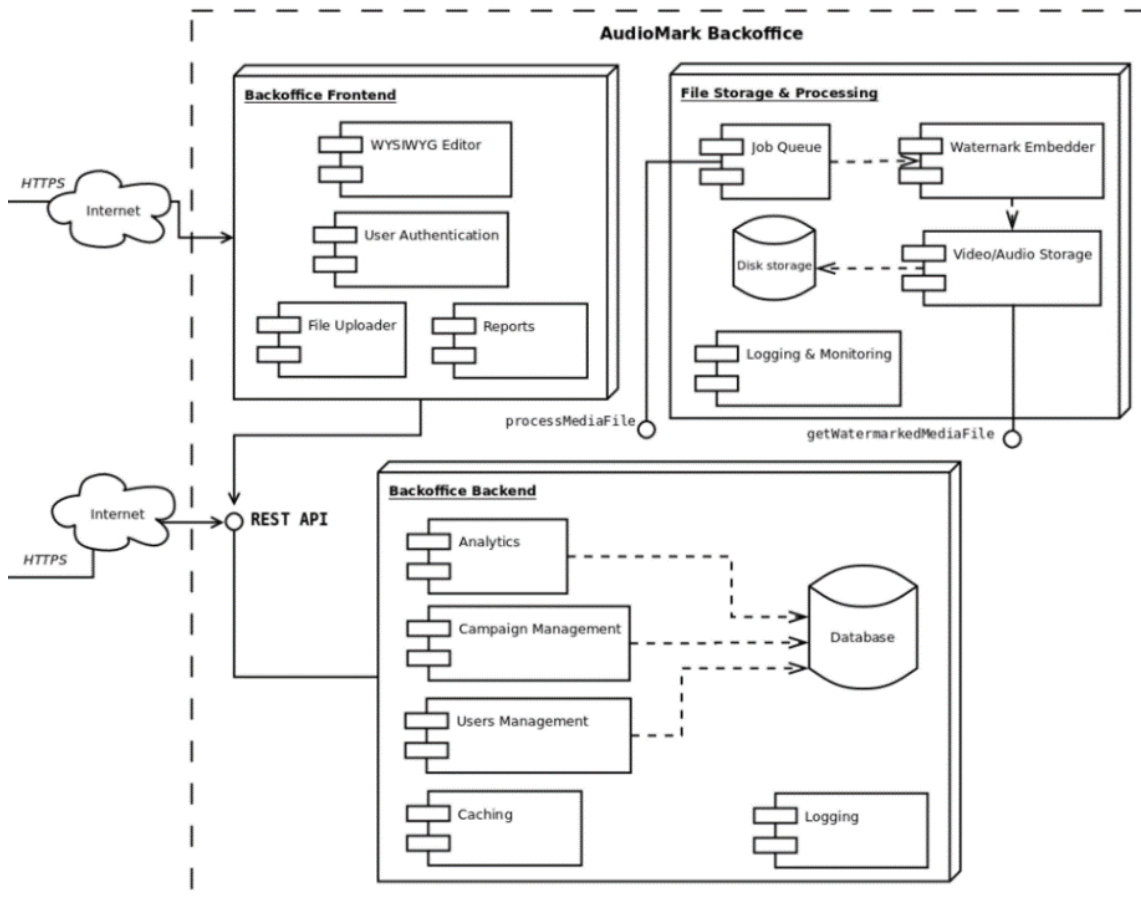 AudioMark Backoffice
Backoffice Frontend
WYSIWYG Editor
User Authentication
File Uploader
Reports
File Storage & Processing
Job Queue
Waternark Embedder
Disk storage
Video/Audio Storage
Logging & Monitoring
HTTPS
Internet
processMediaFile
getWatermarkedMediaFile
Internet
HTTPS
REST API
Backoffice Backend
Analytics
Campaign Management
Users Management
Caching
Database
Logging